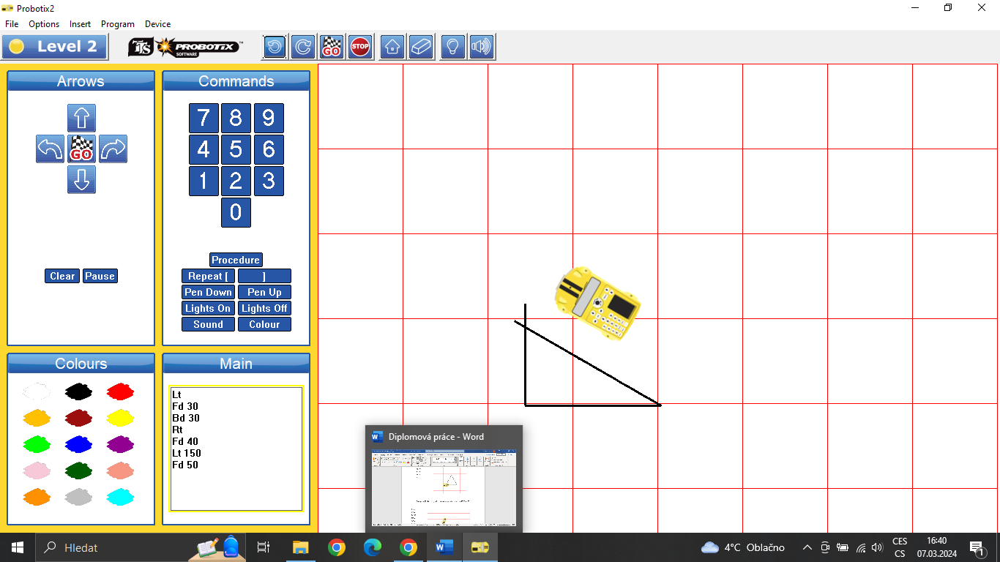 Probotix2
File Options Insert Program Device
Level 2
TTS PROBOTIX™
SOFTWARE
GO
STOP
Arrows
Commands
GO
7 8 9
4 5 6
1 2 3
0
Procedure
Clear Pause
Repeat [ ]
Pen Down Pen Up
Lights On Lights Off
Sound Colour
Colours
Main
Lt
Fd 30
Bd 30
Rt
Fd 40
Lt 150
Fd 50
Diplomová práce - Word
Hledat
4°C Oblačno
CES
CS
16:40
07.03.2024
1